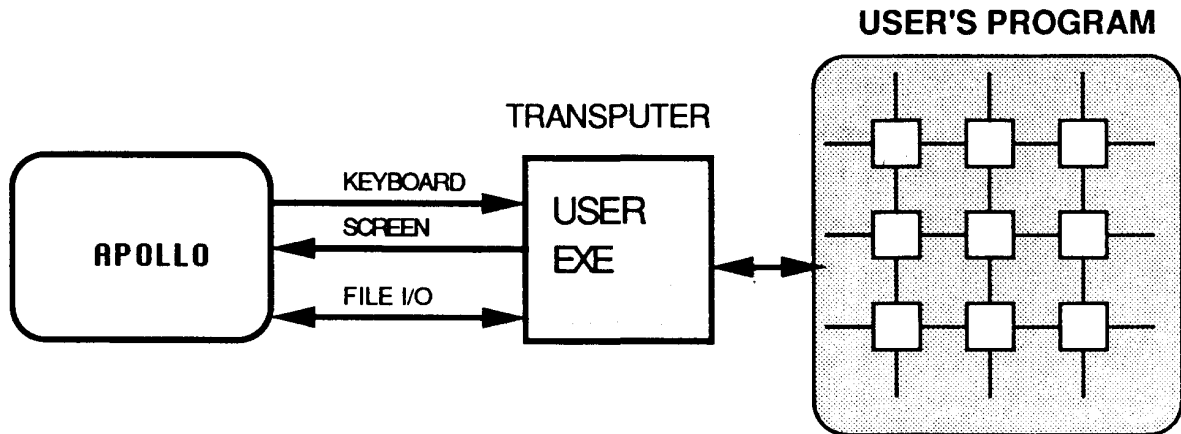 USER'S PROGRAM
TRANSPUTER
KEYBOARD
SCREEN
FILE I/O
APOLLO
USER
EXE